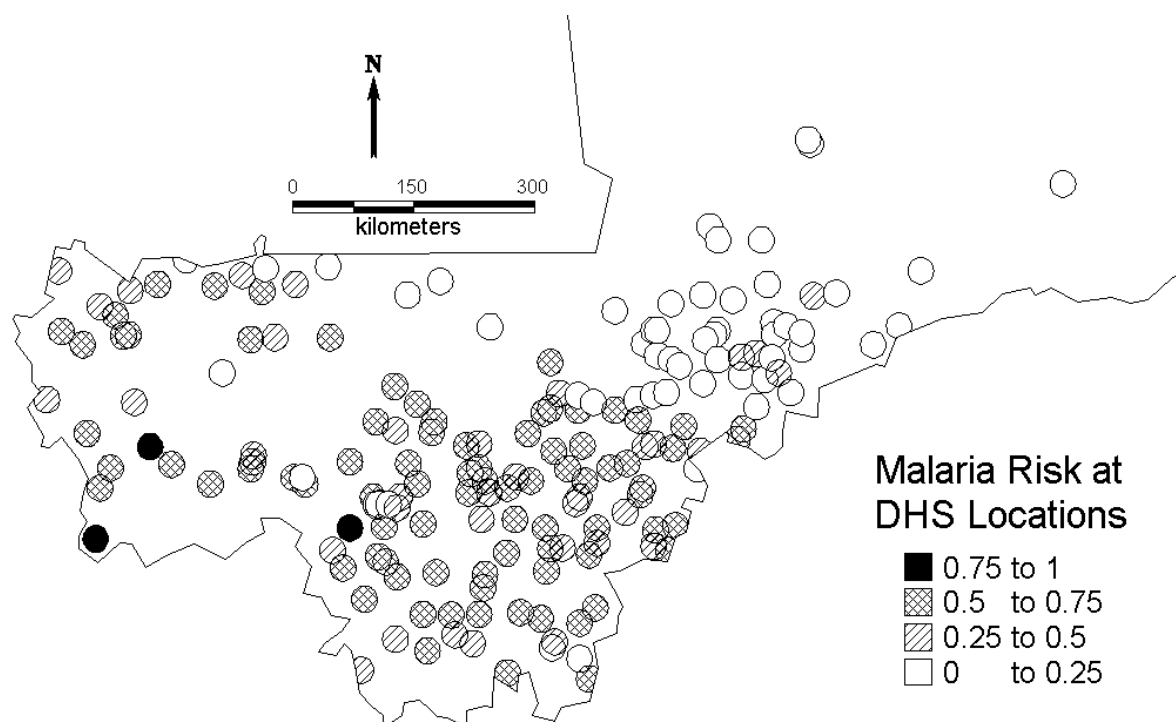 N
0 150 300
kilometers
Malaria Risk at
DHS Locations
0.75 to 1
0.5 to 0.75
0.25 to 0.5
0 to 0.25